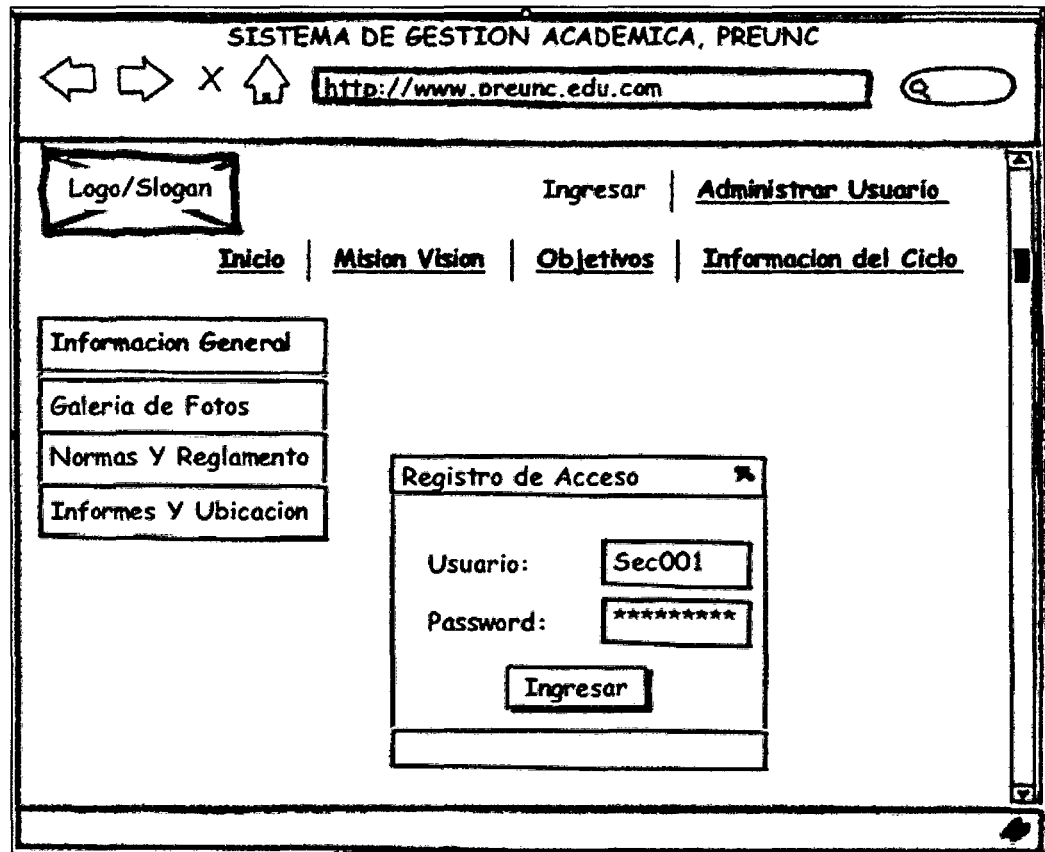 SISTEMA DE GESTION ACADEMICA, PREUNC
X
http://www.preunc.edu.com
Logo/Slogan
Ingresar | Administrar Usuario
Inicio | Mision Vision | Objetivos | Informacion del Ciclo
Informacion General
Galeria de Fotos
Normas Y Reglamento
Informes Y Ubicacion
Registro de Acceso
Usuario: Sec001
Password: *********
Ingresar